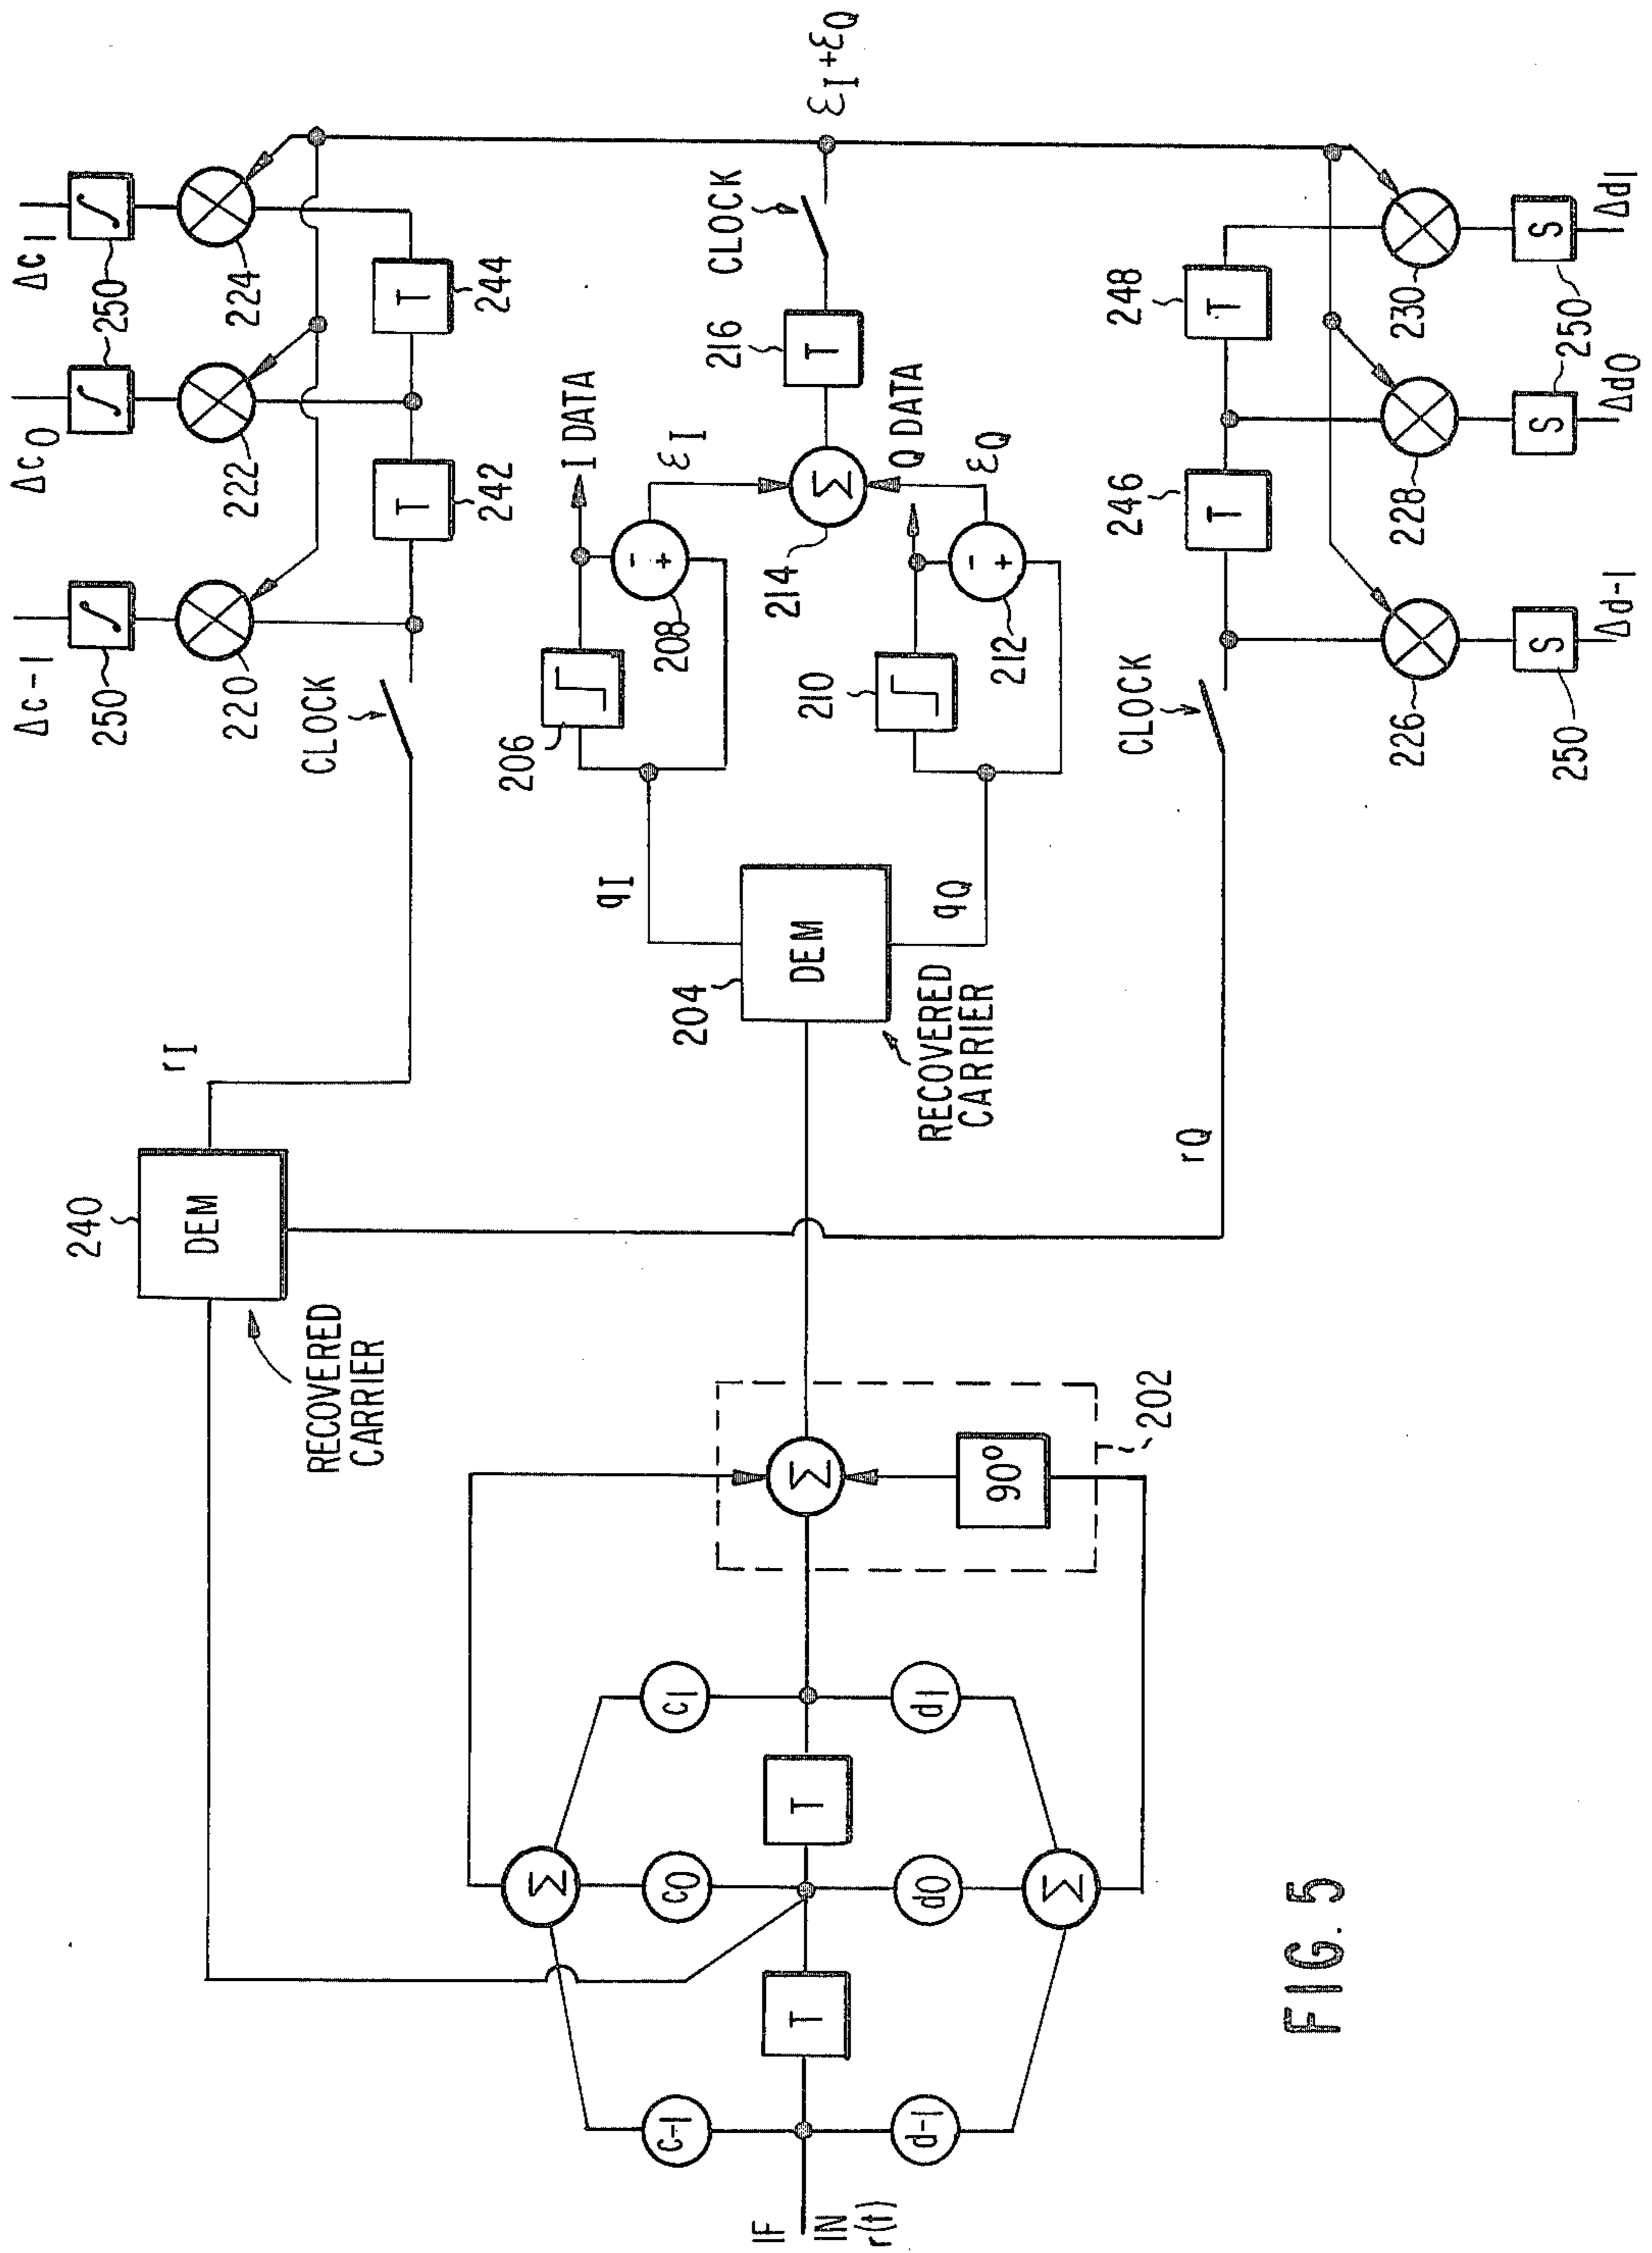 Δc-1
Δc0
Δc1
250
250
250
220
222
224
CLOCK
T
242
T
244
rI
240
DEM
RECOVERED
CARRIER
206
I DATA
208
-
+
εI
qI
204
DEM
RECOVERED
CARRIER
qQ
210
Q DATA
212
-
+
εQ
214
Σ
216
T
CLOCK
εI+εQ
rQ
CLOCK
246
T
248
T
226
228
230
S
S
S
250
250
Δd-1
Δd0
Δd1
IF
IN
r(t)
c-1
c0
c1
T
T
d-1
d0
d1
Σ
Σ
Σ
90°
202
FIG. 5